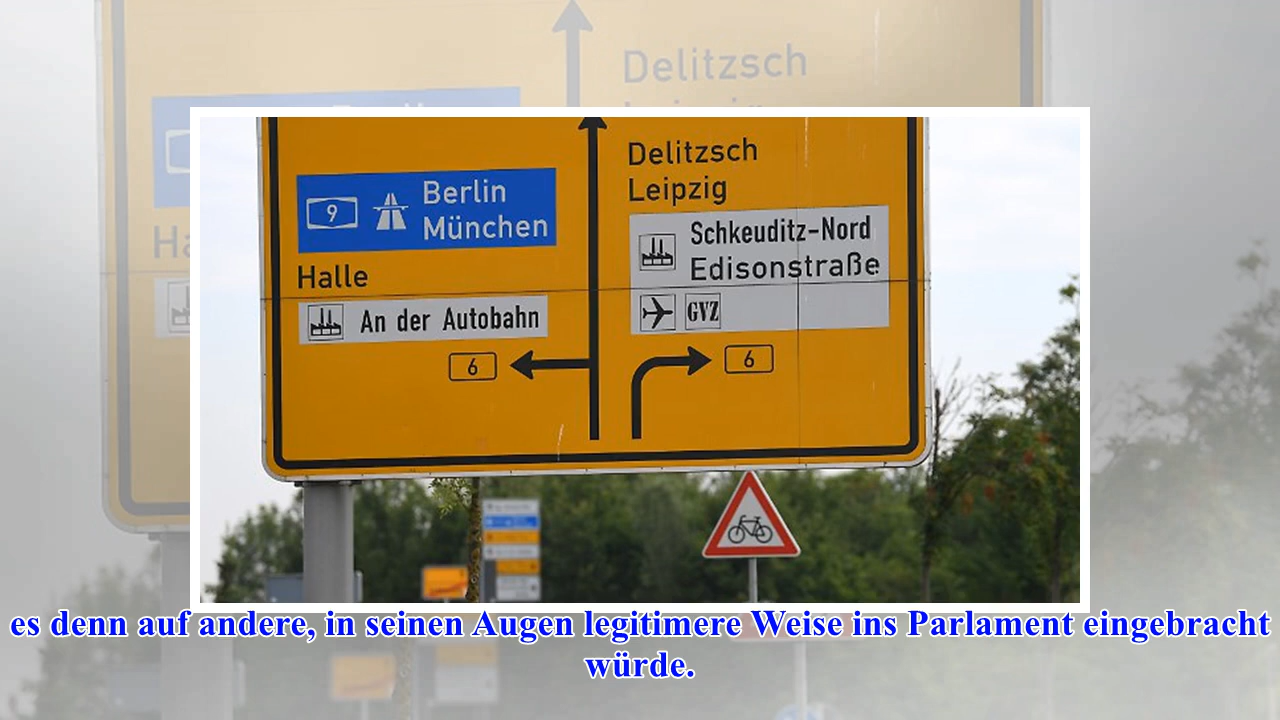 Delitzsch
Delitzsch
Leipzig
9 Berlin
München
Schkeuditz-Nord
Edisonstraße
Halle
GVZ
An der Autobahn
6
6
es denn auf andere, in seinen Augen legitimere Weise ins Parlament eingebracht
würde.